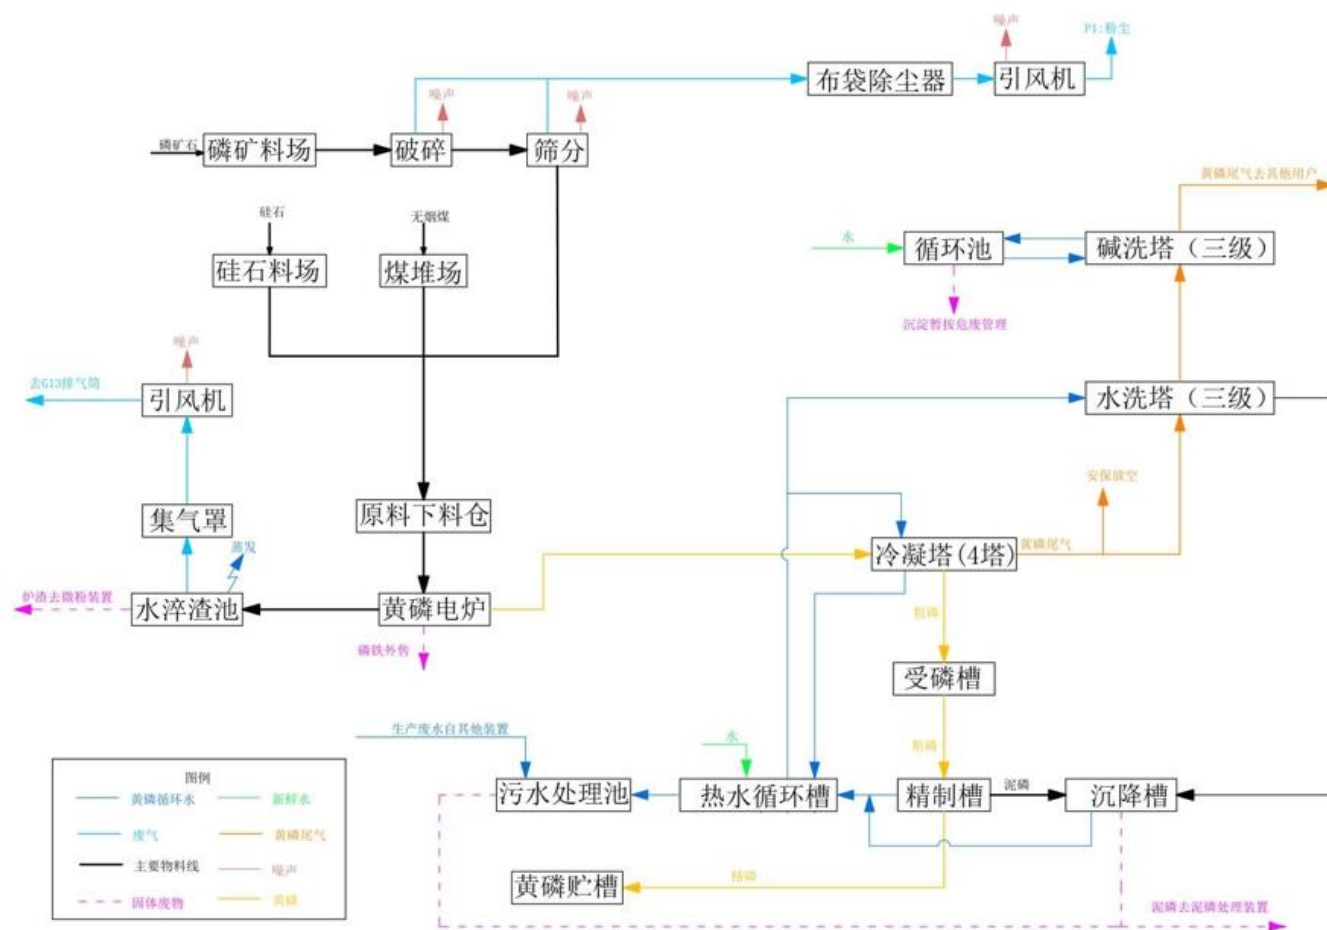 噪声
P1:粉尘
布袋除尘器
引风机
噪声
噪声
磷矿石
磷矿料场
破碎
筛分
黄磷尾气去其他用户
硅石
无烟煤
水
循环池
碱洗塔（三级）
硅石料场
煤堆场
沉淀暂按危废管理
噪声
去G13排气筒
引风机
水洗塔（三级）
安保放空
原料下料仓
集气罩
蒸发
冷凝塔(4塔)
黄磷尾气
炉渣去微粉装置
水淬渣池
黄磷电炉
粗磷
磷铁外售
受磷槽
生产废水自其他装置
水
粗磷
图例
黄磷循环水
新鲜水
污水处理池
热水循环槽
精制槽
泥磷
沉降槽
废气
黄磷尾气
主要物料线
噪声
黄磷贮槽
精磷
固体废物
黄磷
泥磷去泥磷处理装置